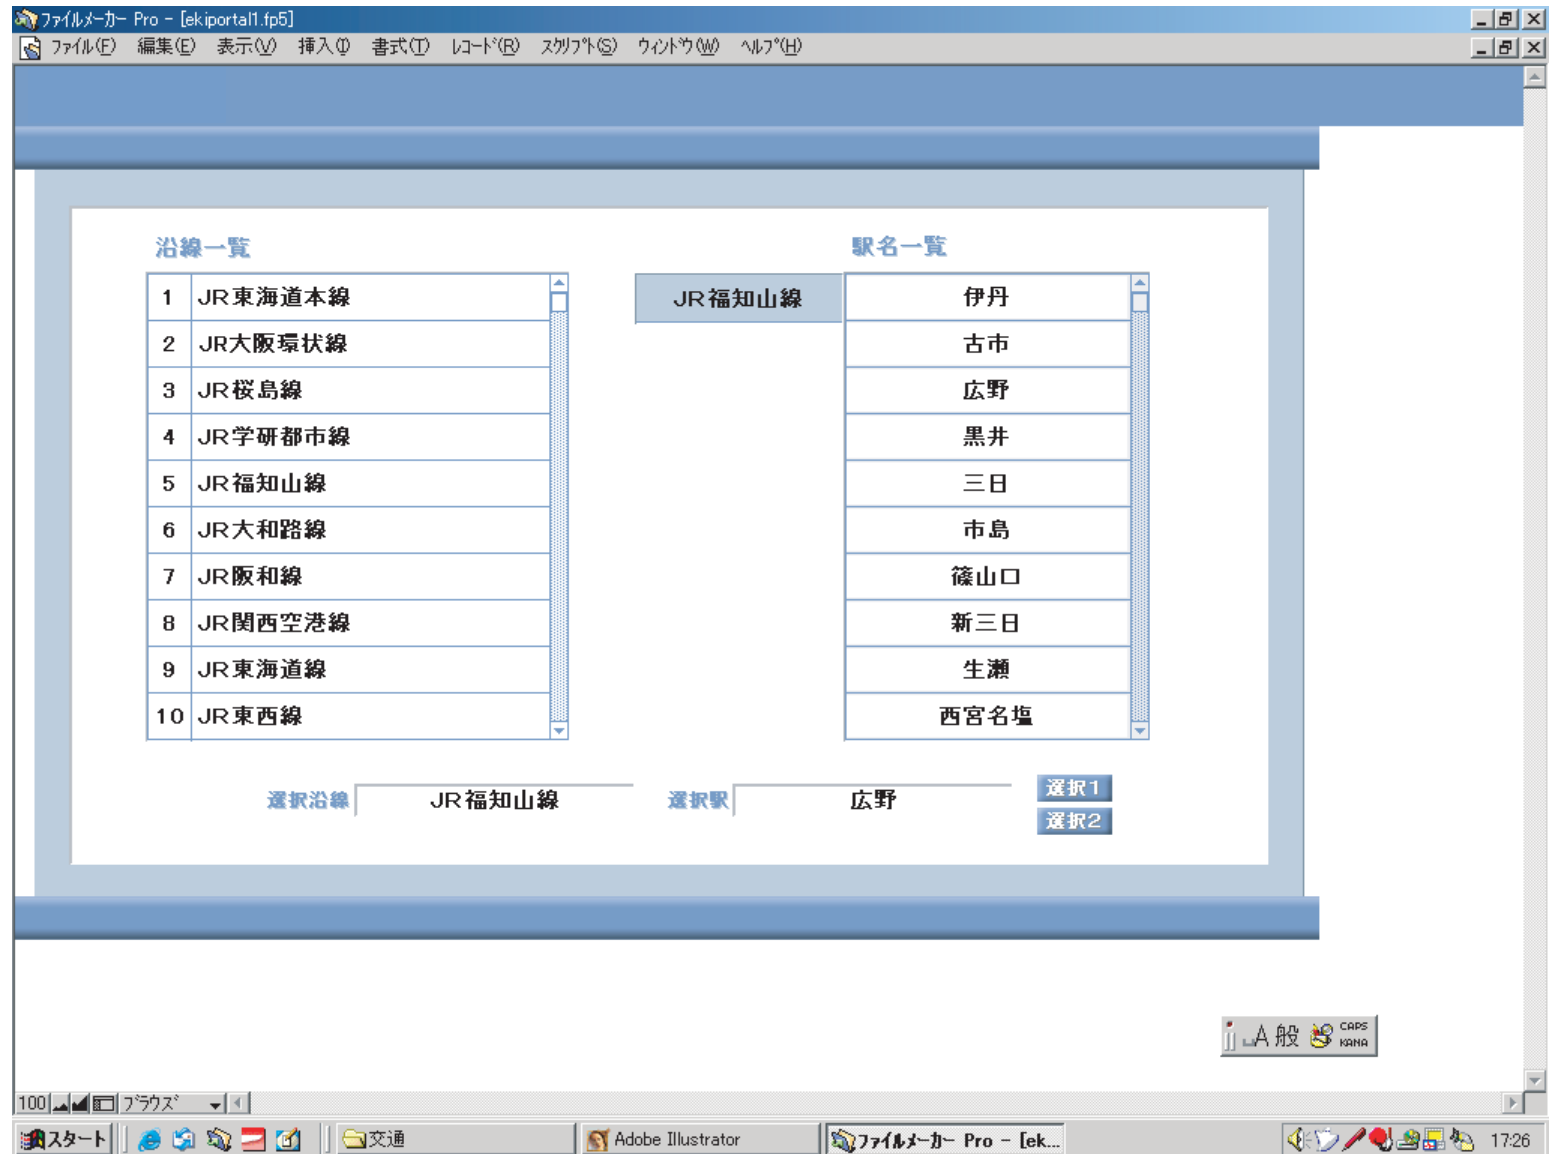 ファイルメーカー Pro - [ekiportal1.fp5]
ファイル(F) 編集(E) 表示(V) 挿入(I) 書式(T) レコード(R) スクリプト(S) ウィンドウ(W) ヘルプ(H)
沿線一覧 駅名一覧
1 JR東海道本線 JR福知山線 伊丹
2 JR大阪環状線 古市
3 JR桜島線 広野
4 JR学研都市線 黒井
5 JR福知山線 三日
6 JR大和路線 市島
7 JR阪和線 篠山口
8 JR関西空港線 新三日
9 JR東海道線 生瀬
10 JR東西線 西宮名塩
選択沿線 JR福知山線 選択駅 広野 選択1
選択2
A 般 CAPS
KANA
100 ブラウズ
スタート 交通 Adobe Illustrator ファイルメーカー Pro - [ek... 17:26